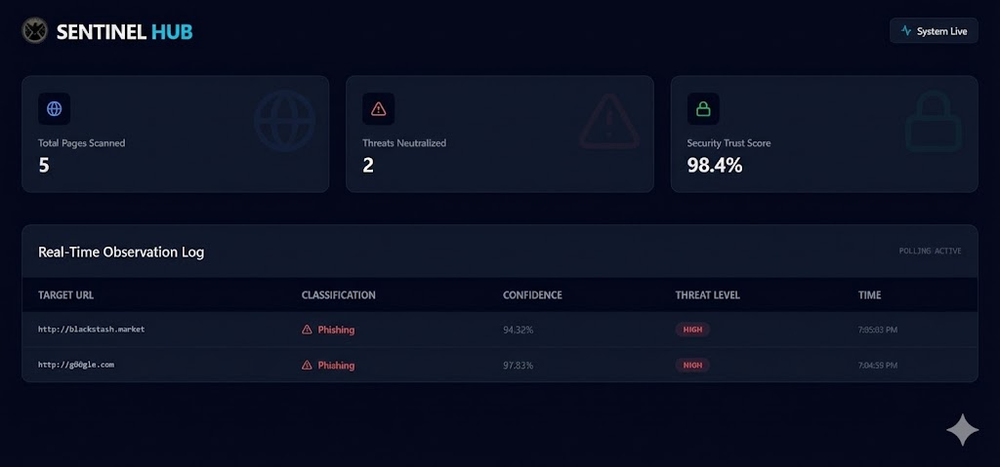 SENTINEL HUB
System Live
Total Pages Scanned
5
Threats Neutralized
2
Security Trust Score
98.4%
Real-Time Observation Log
POLLING ACTIVE
TARGET URL CLASSIFICATION CONFIDENCE THREAT LEVEL TIME
http://blackstash.market Phishing 94.32% HIGH 7:05:03 PM
http://g00gle.com Phishing 97.83% NIGH 7:04:59 PM